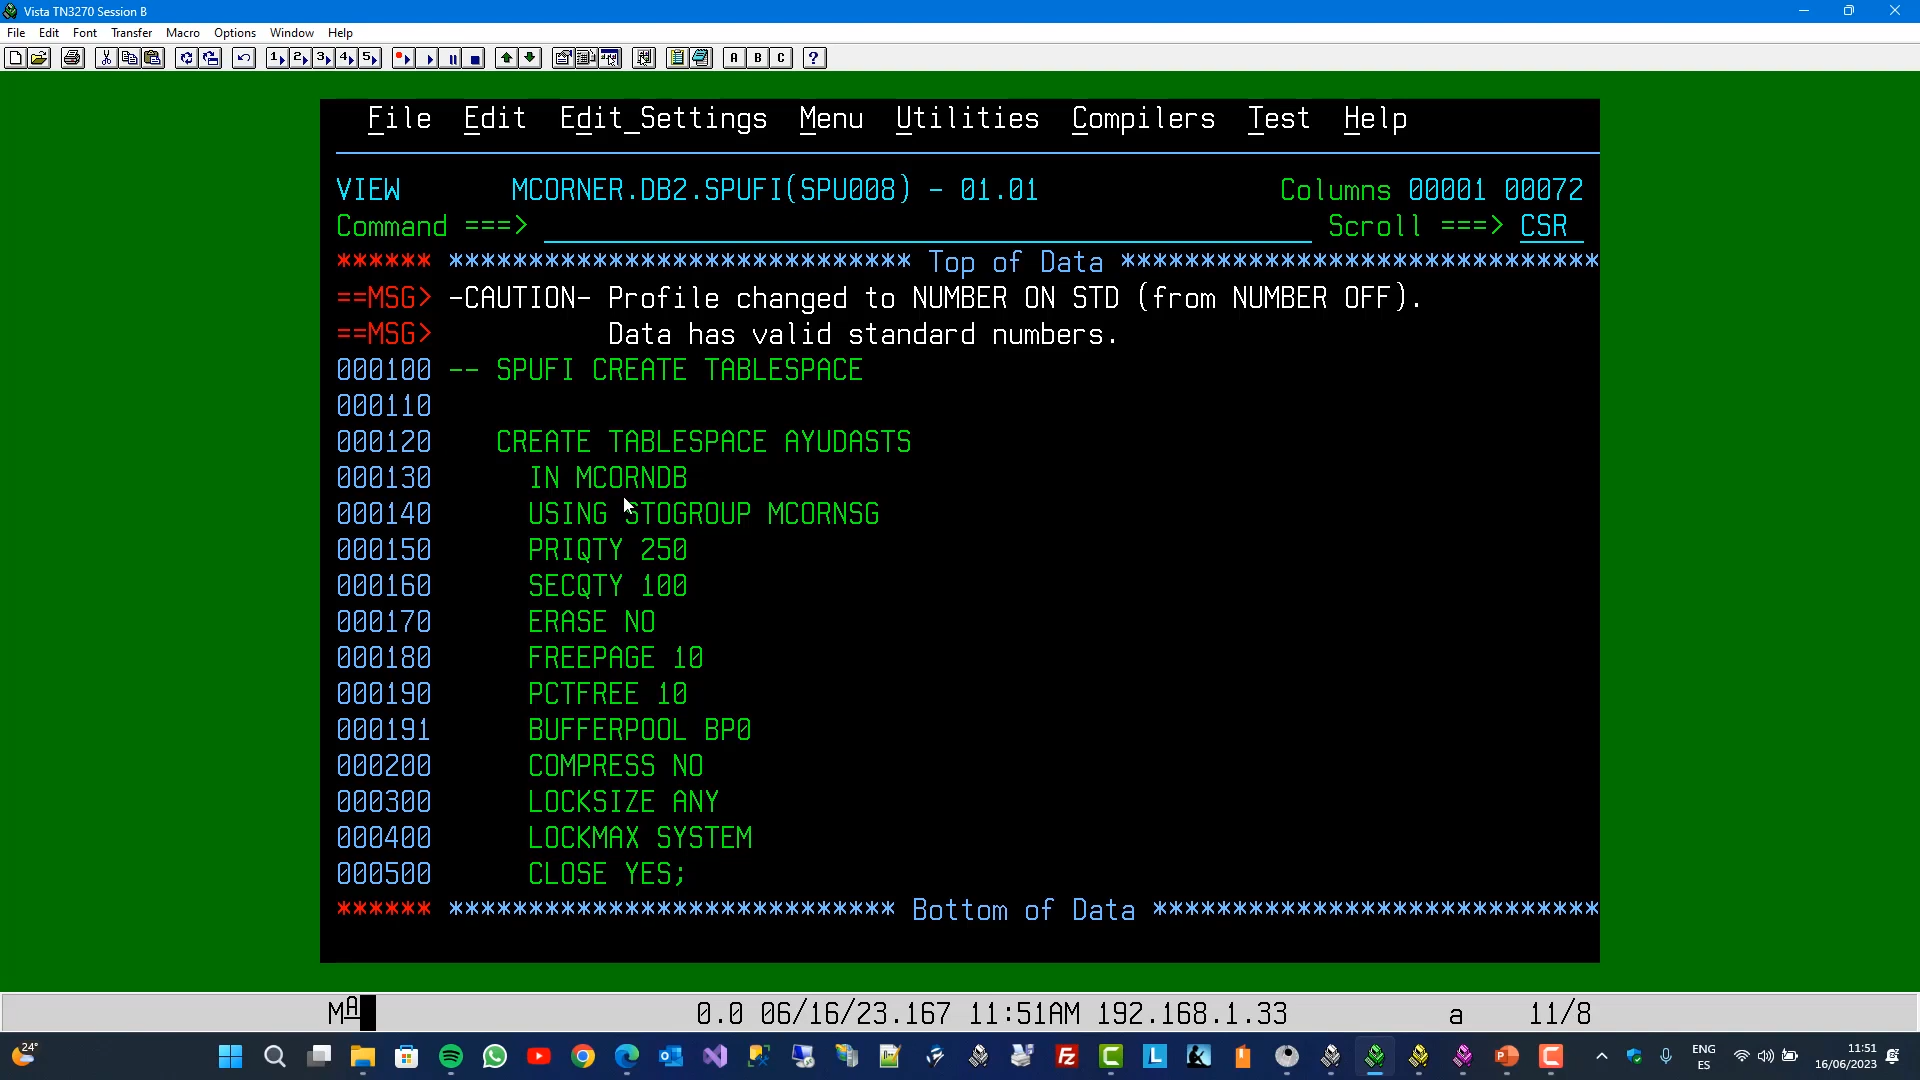 Vista TN3270 Session B
File Edit Font Transfer Macro Options Window Help
1 2 3 4 5 A B C ?
File Edit Edit_Settings Menu Utilities Compilers Test Help
VIEW MCORNER.DB2.SPUFI(SPU008) - 01.01 Columns 00001 00072
Command ===> Scroll ===> CSR
****** ***************************** Top of Data ******************************
==MSG> -CAUTION- Profile changed to NUMBER ON STD (from NUMBER OFF).
==MSG> Data has valid standard numbers.
000100 -- SPUFI CREATE TABLESPACE
000110
000120 CREATE TABLESPACE AYUDASTS
000130 IN MCORNDB
000140 USING STOGROUP MCORNSG
000150 PRIQTY 250
000160 SECQTY 100
000170 ERASE NO
000180 FREEPAGE 10
000190 PCTFREE 10
000191 BUFFERPOOL BP0
000200 COMPRESS NO
000300 LOCKSIZE ANY
000400 LOCKMAX SYSTEM
000500 CLOSE YES;
****** **************************** Bottom of Data ****************************
MA 0.0 06/16/23.167 11:51AM 192.168.1.33 a 11/8
24° ENG 11:51
ES 16/06/2023